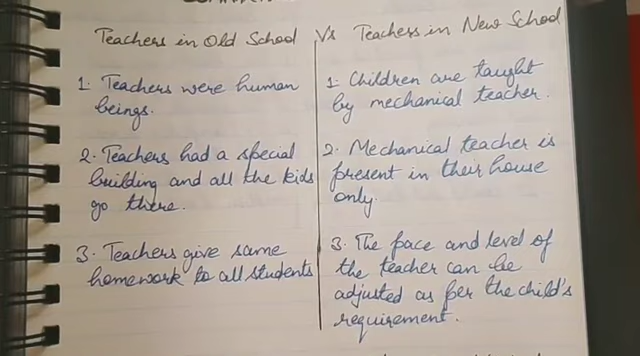 Teachers in Old School Vs Teachers in New School
1. Teachers were human
beings.
2. Teachers had a special
building and all the kids
go there.
3. Teachers give same
homework to all students
1. Children are taught
by mechanical teacher.
2. Mechanical teacher is
present in their house
only.
3. The pace and level of
the teacher can be
adjusted as per the child's
requirement.